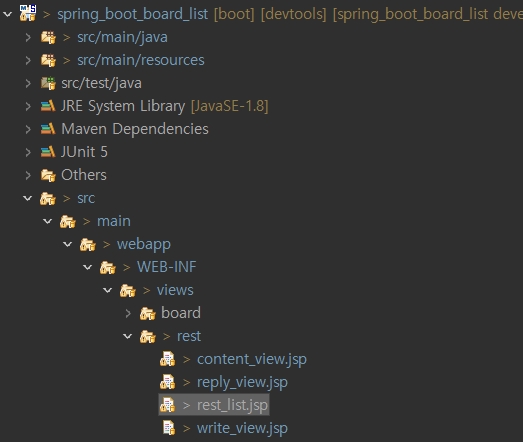 > spring_boot_board_list [boot] [devtools] [spring_boot_board_list deve
> src/main/java
> src/main/resources
src/test/java
JRE System Library [JavaSE-1.8]
Maven Dependencies
JUnit 5
Others
> src
> main
> webapp
> WEB-INF
> views
board
> rest
> content_view.jsp
> reply_view.jsp
> rest_list.jsp
> write_view.jsp